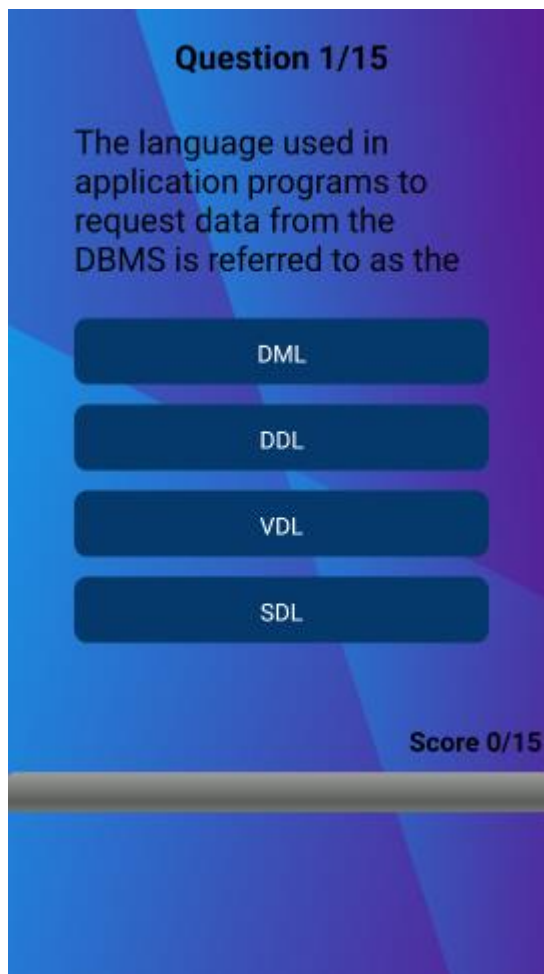 Question 1/15
The language used in
application programs to
request data from the
DBMS is referred to as the
DML
DDL
VDL
SDL
Score 0/15